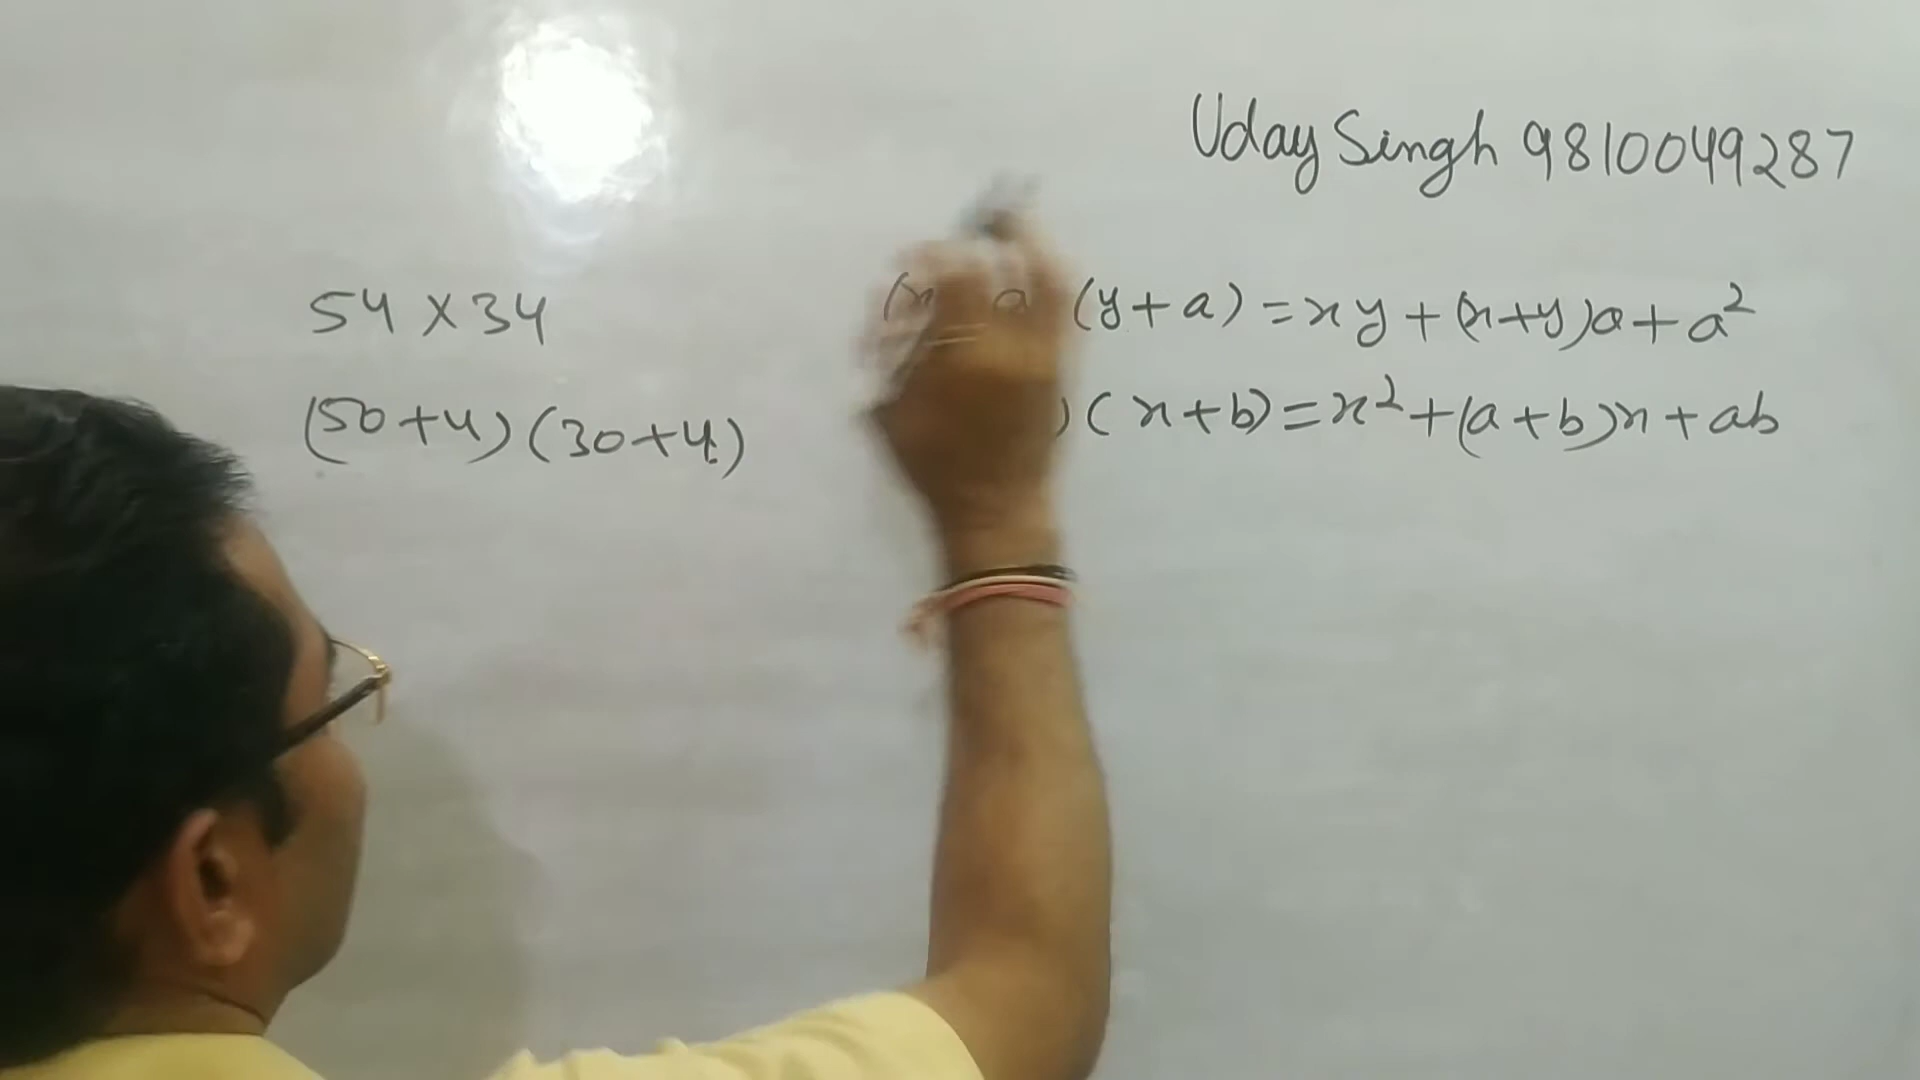 Uday Singh 9810049287
54 X 34
(50+4) (30+4)
(y+a) = xy + (x+y)a + a²
) (x+b) = x² + (a+b)x + ab